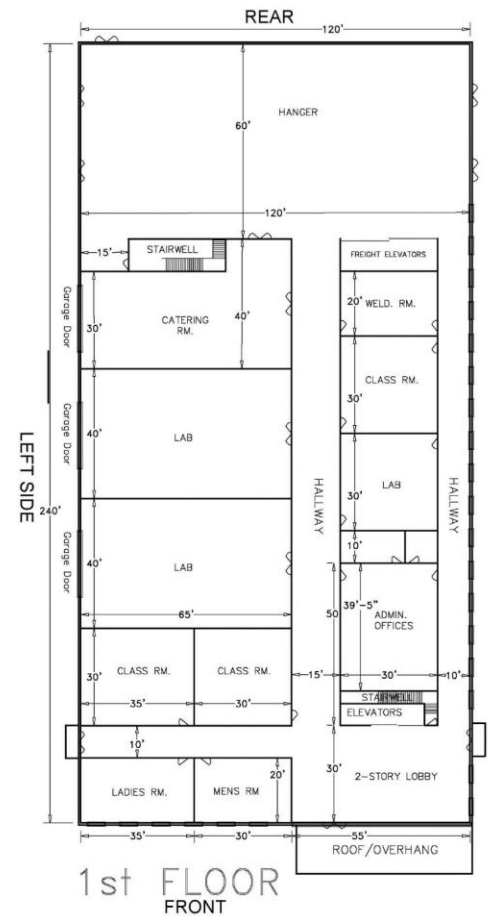 REAR
120'
HANGER
60'
120'
15'
STAIRWELL
FREIGHT ELEVATORS
Garage Door
30'
CATERING
RM.
40'
20'
WELD. RM.
CLASS RM.
30'
Garage Door
40'
LAB
LEFT SIDE
240'
HALLWAY
30'
LAB
HALLWAY
10'
Garage Door
40'
LAB
65'
50'
39'-5"
ADMIN.
OFFICES
30'
CLASS RM.
CLASS RM.
35'
30'
15'
30'
10'
STAIRWELL
ELEVATORS
10'
20'
30'
2-STORY LOBBY
LADIES RM.
MENS RM
35'
30'
55'
ROOF/OVERHANG
1st FLOOR
FRONT